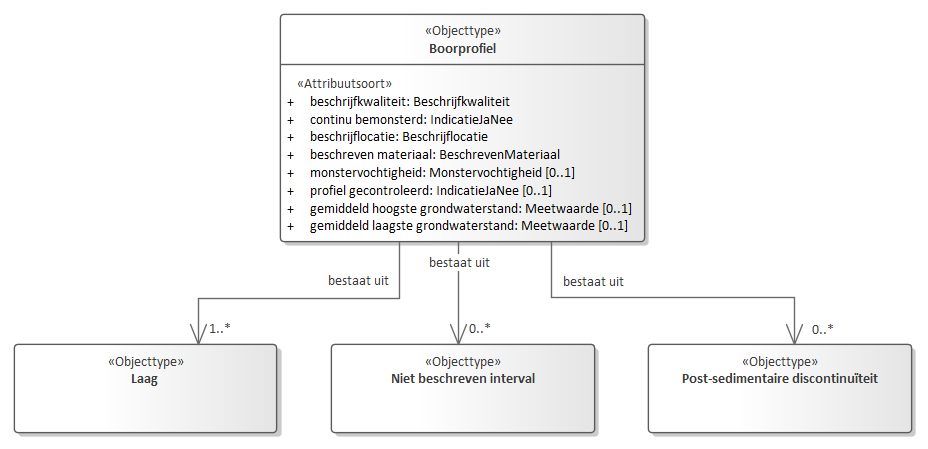 «Objecttype»
Boorprofiel
«Attribuutsoort»
+ beschrijfkwaliteit: Beschrijfkwaliteit
+ continu bemonsterd: IndicatieJaNee
+ beschrijflocatie: Beschrijflocatie
+ beschreven materiaal: BeschrevenMateriaal
+ monstervochtigheid: Monstervochtigheid [0..1]
+ profiel gecontroleerd: IndicatieJaNee [0..1]
+ gemiddeld hoogste grondwaterstand: Meetwaarde [0..1]
+ gemiddeld laagste grondwaterstand: Meetwaarde [0..1]
bestaat uit
bestaat uit
bestaat uit
1..*
0..*
0..*
«Objecttype»
Laag
«Objecttype»
Niet beschreven interval
«Objecttype»
Post-sedimentaire discontinuïteit